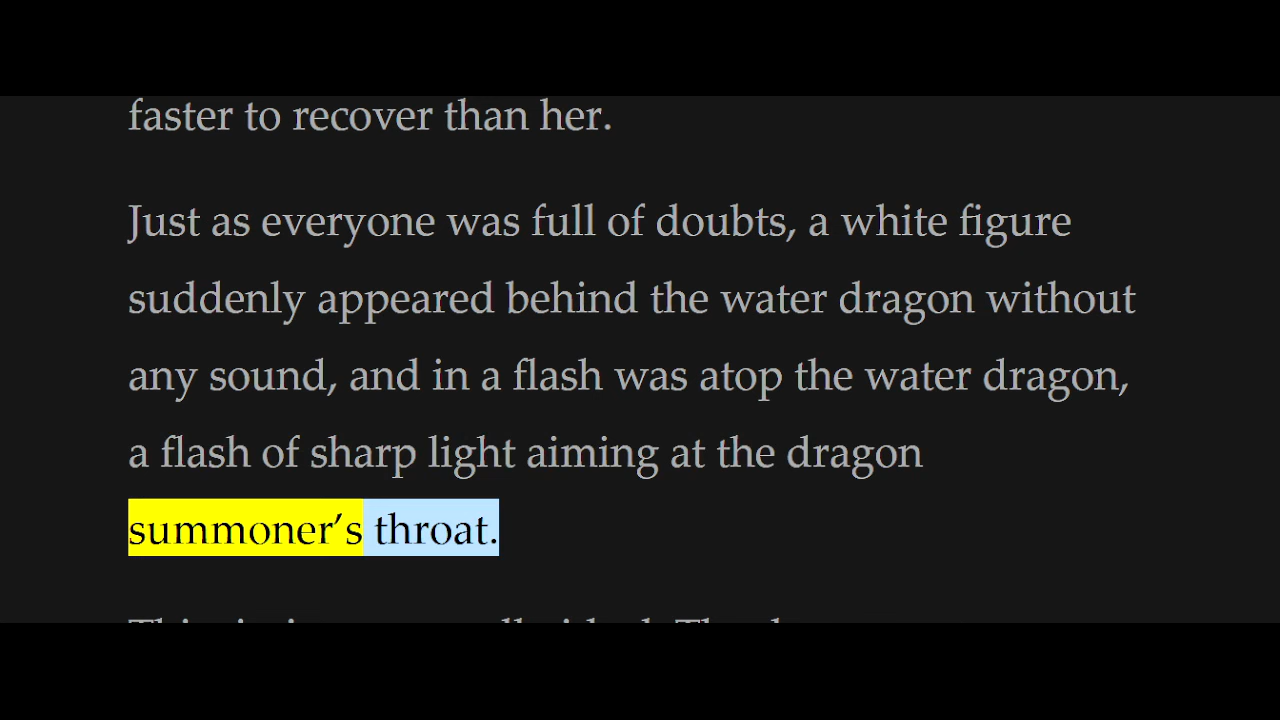 faster to recover than her.
Just as everyone was full of doubts, a white figure
suddenly appeared behind the water dragon without
any sound, and in a flash was atop the water dragon,
a flash of sharp light aiming at the dragon
summoner’s throat.